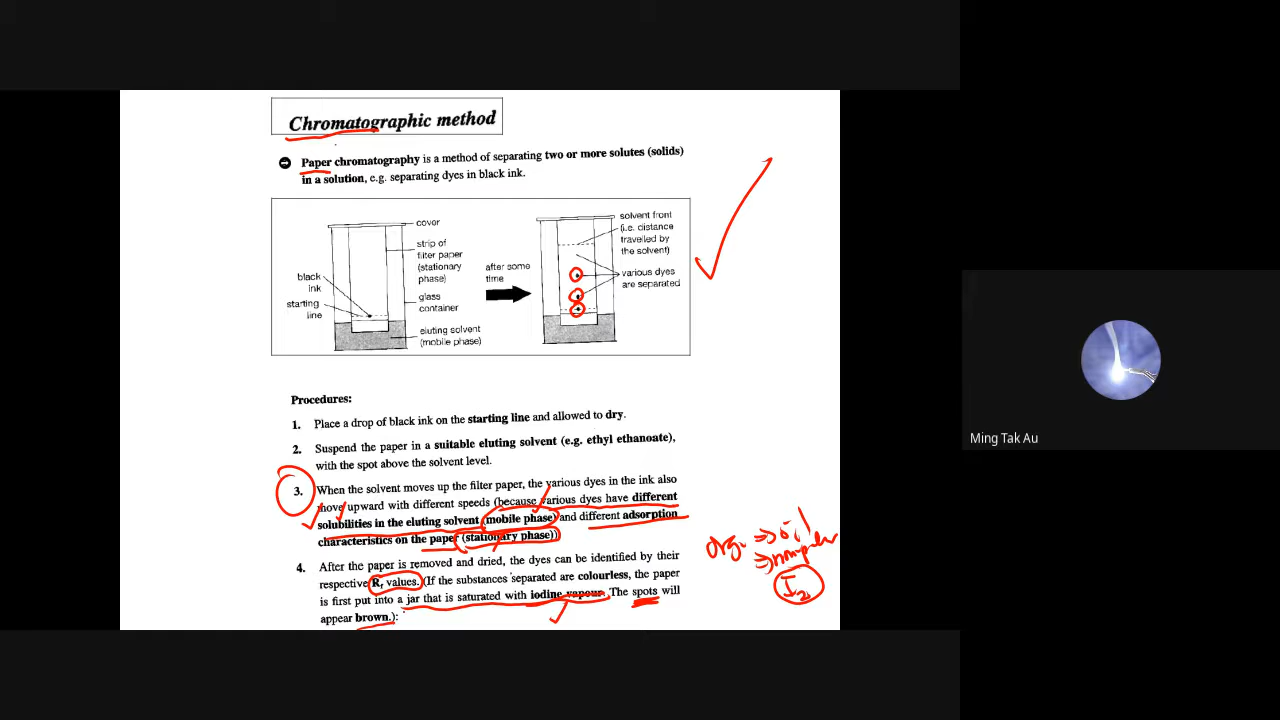 Chromatographic method
Paper chromatography is a method of separating two or more solutes (solids)
in a solution, e.g. separating dyes in black ink.
cover
strip of
filter paper
(stationary
phase)
glass
container
eluting solvent
(mobile phase)
black
ink
starting
line
after some
time
solvent front
(i.e. distance
travelled by
the solvent)
various dyes
are separated
Procedures:
1. Place a drop of black ink on the starting line and allowed to dry.
2. Suspend the paper in a suitable eluting solvent (e.g. ethyl ethanoate),
with the spot above the solvent level.
3. When the solvent moves up the filter paper, the various dyes in the ink also
move upward with different speeds (because various dyes have different
solubilities in the eluting solvent (mobile phase) and different adsorption
characteristics on the paper (stationary phase))
4. After the paper is removed and dried, the dyes can be identified by their
respective Rf values. (If the substances separated are colourless, the paper
is first put into a jar that is saturated with iodine vapour. The spots will
appear brown.):
org. ⇒ oil
⇒
I2
Ming Tak Au